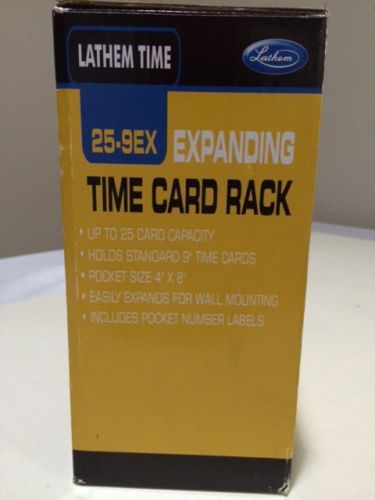 LATHEM TIME
Lathem
25-9EX EXPANDING
TIME CARD RACK
• UP TO 25 CARD CAPACITY
• HOLDS STANDARD 9" TIME CARDS
• POCKET SIZE 4" X 8"
• EASILY EXPANDS FOR WALL MOUNTING
• INCLUDES POCKET NUMBER LABELS